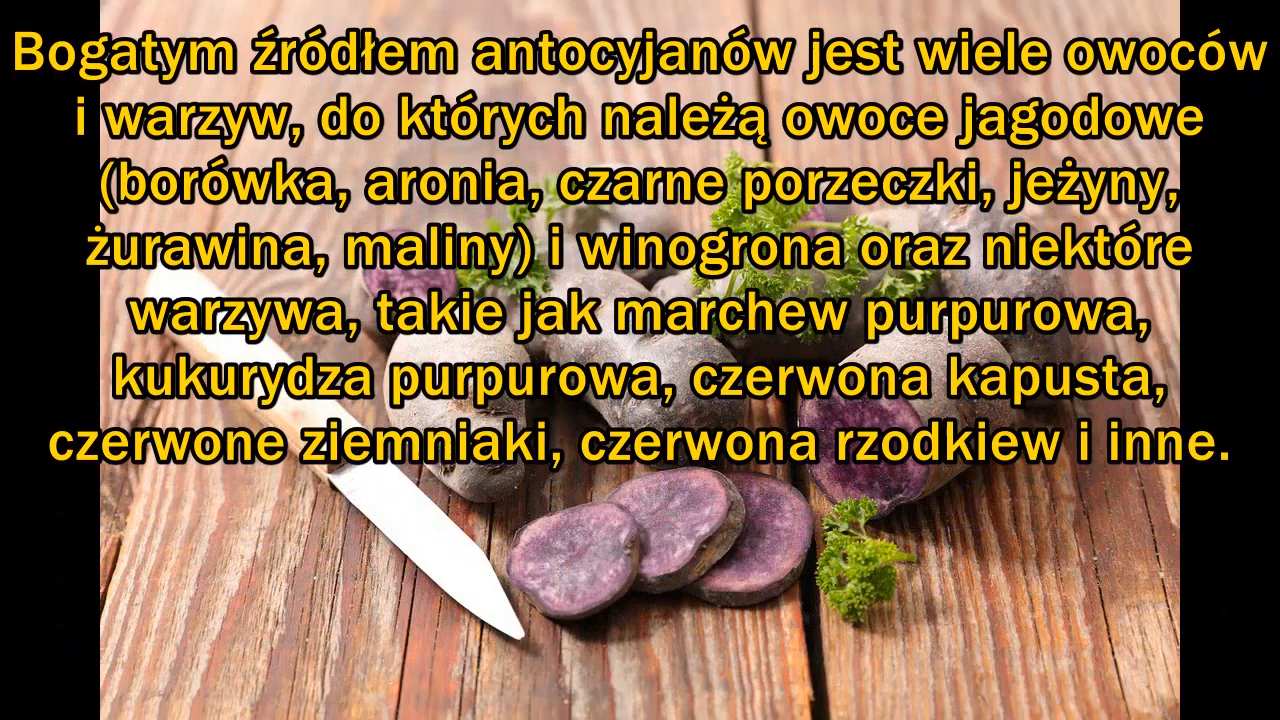 Bogatym źródłem antocyjanów jest wiele owoców
i warzyw, do których należą owoce jagodowe
(borówka, aronia, czarne porzeczki, jeżyny,
żurawina, maliny) i winogrona oraz niektóre
warzywa, takie jak marchew purpurowa,
kukurydza purpurowa, czerwona kapusta,
czerwone ziemniaki, czerwona rzodkiew i inne.